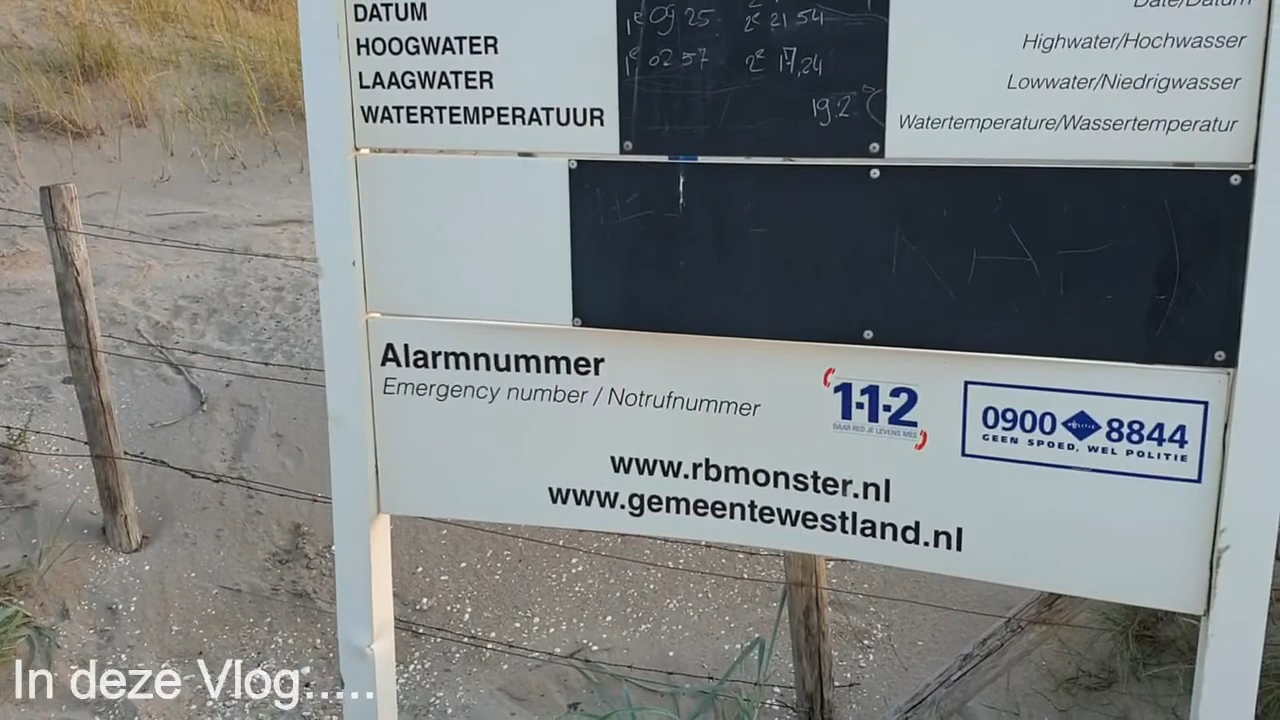 DATUM
Date/Datum
HOOGWATER 1e 09 25 2e 21 54 Highwater/Hochwasser
LAAGWATER 1e 02 57 2e 17,24 Lowwater/Niedrigwasser
WATERTEMPERATUUR 19.2°C Watertemperature/Wassertemperatur
Alarmnummer
Emergency number / Notrufnummer
1-1-2
DAAR RED JE LEVENS MEE
0900 POLITIE 8844
GEEN SPOED, WEL POLITIE
www.rbmonster.nl
www.gemeentewestland.nl
In deze Vlog.....